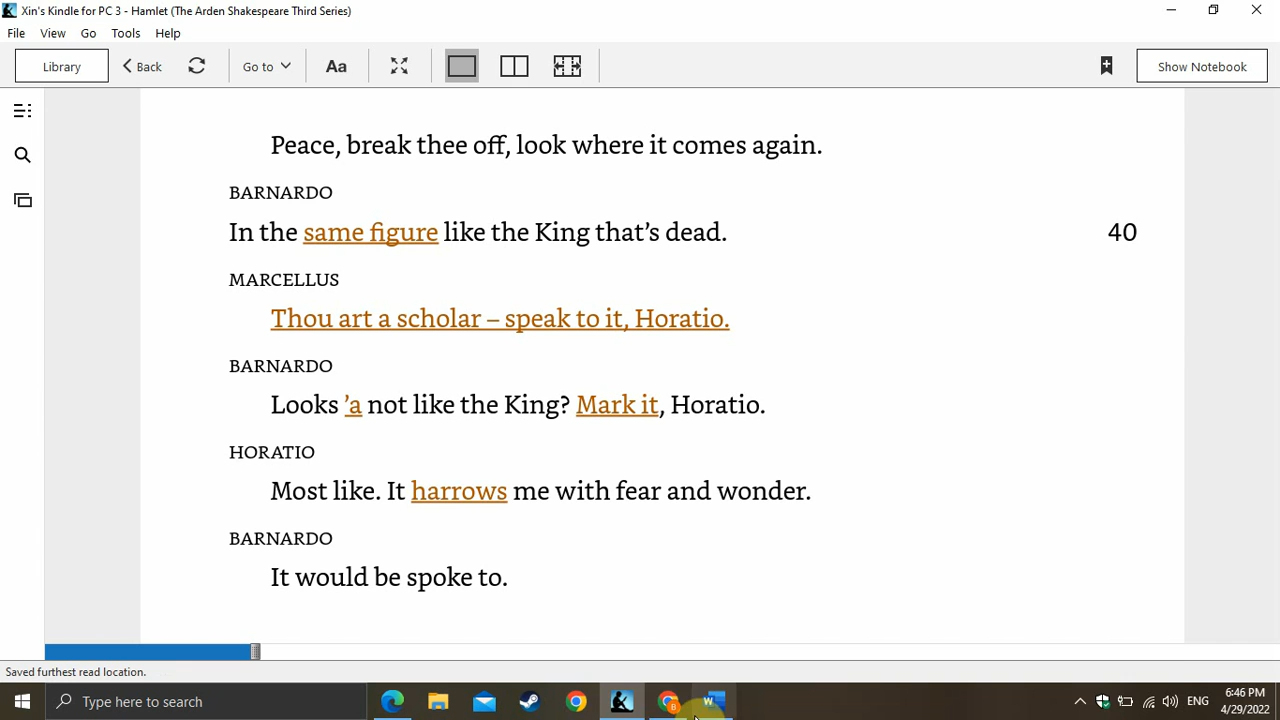 Xin's Kindle for PC 3 - Hamlet (The Arden Shakespeare Third Series)
File View Go Tools Help
Library Back Go to Aa Show Notebook
Peace, break thee off, look where it comes again.
BARNARDO
In the same figure like the King that’s dead. 40
MARCELLUS
Thou art a scholar – speak to it, Horatio.
BARNARDO
Looks ’a not like the King? Mark it, Horatio.
HORATIO
Most like. It harrows me with fear and wonder.
BARNARDO
It would be spoke to.
Saved furthest read location.
Type here to search
ENG
6:46 PM
4/29/2022